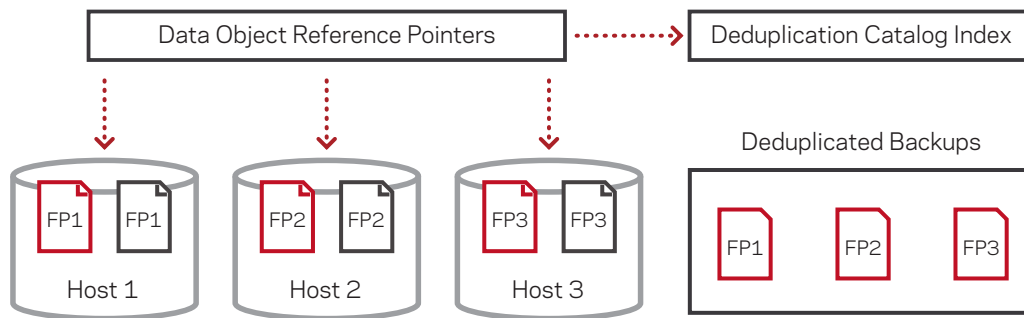 Data Object Reference Pointers
Deduplication Catalog Index
Deduplicated Backups
FP1 FP1
FP2 FP2
FP3 FP3
FP1 FP2 FP3
Host 1
Host 2
Host 3